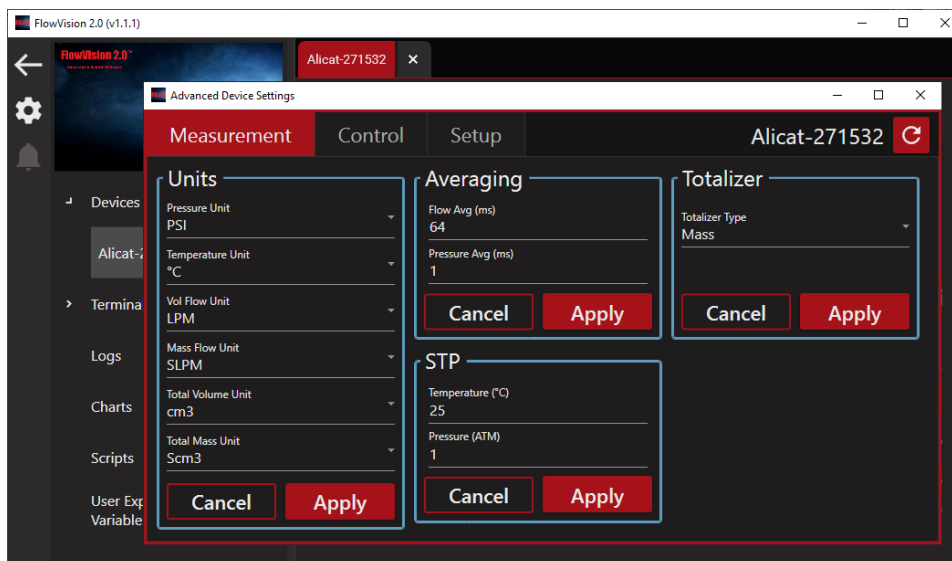 FlowVision 2.0 (v1.1.1)
FlowVision 2.0™
Alicat-271532
Advanced Device Settings
Measurement
Control
Setup
Alicat-271532
Devices
Alicat-2
Termina
Logs
Charts
Scripts
User Exp
Variable
Units
Pressure Unit
PSI
Temperature Unit
°C
Vol Flow Unit
LPM
Mass Flow Unit
SLPM
Total Volume Unit
cm3
Total Mass Unit
Scm3
Cancel
Apply
Averaging
Flow Avg (ms)
64
Pressure Avg (ms)
1
Cancel
Apply
STP
Temperature (°C)
25
Pressure (ATM)
1
Cancel
Apply
Totalizer
Totalizer Type
Mass
Cancel
Apply